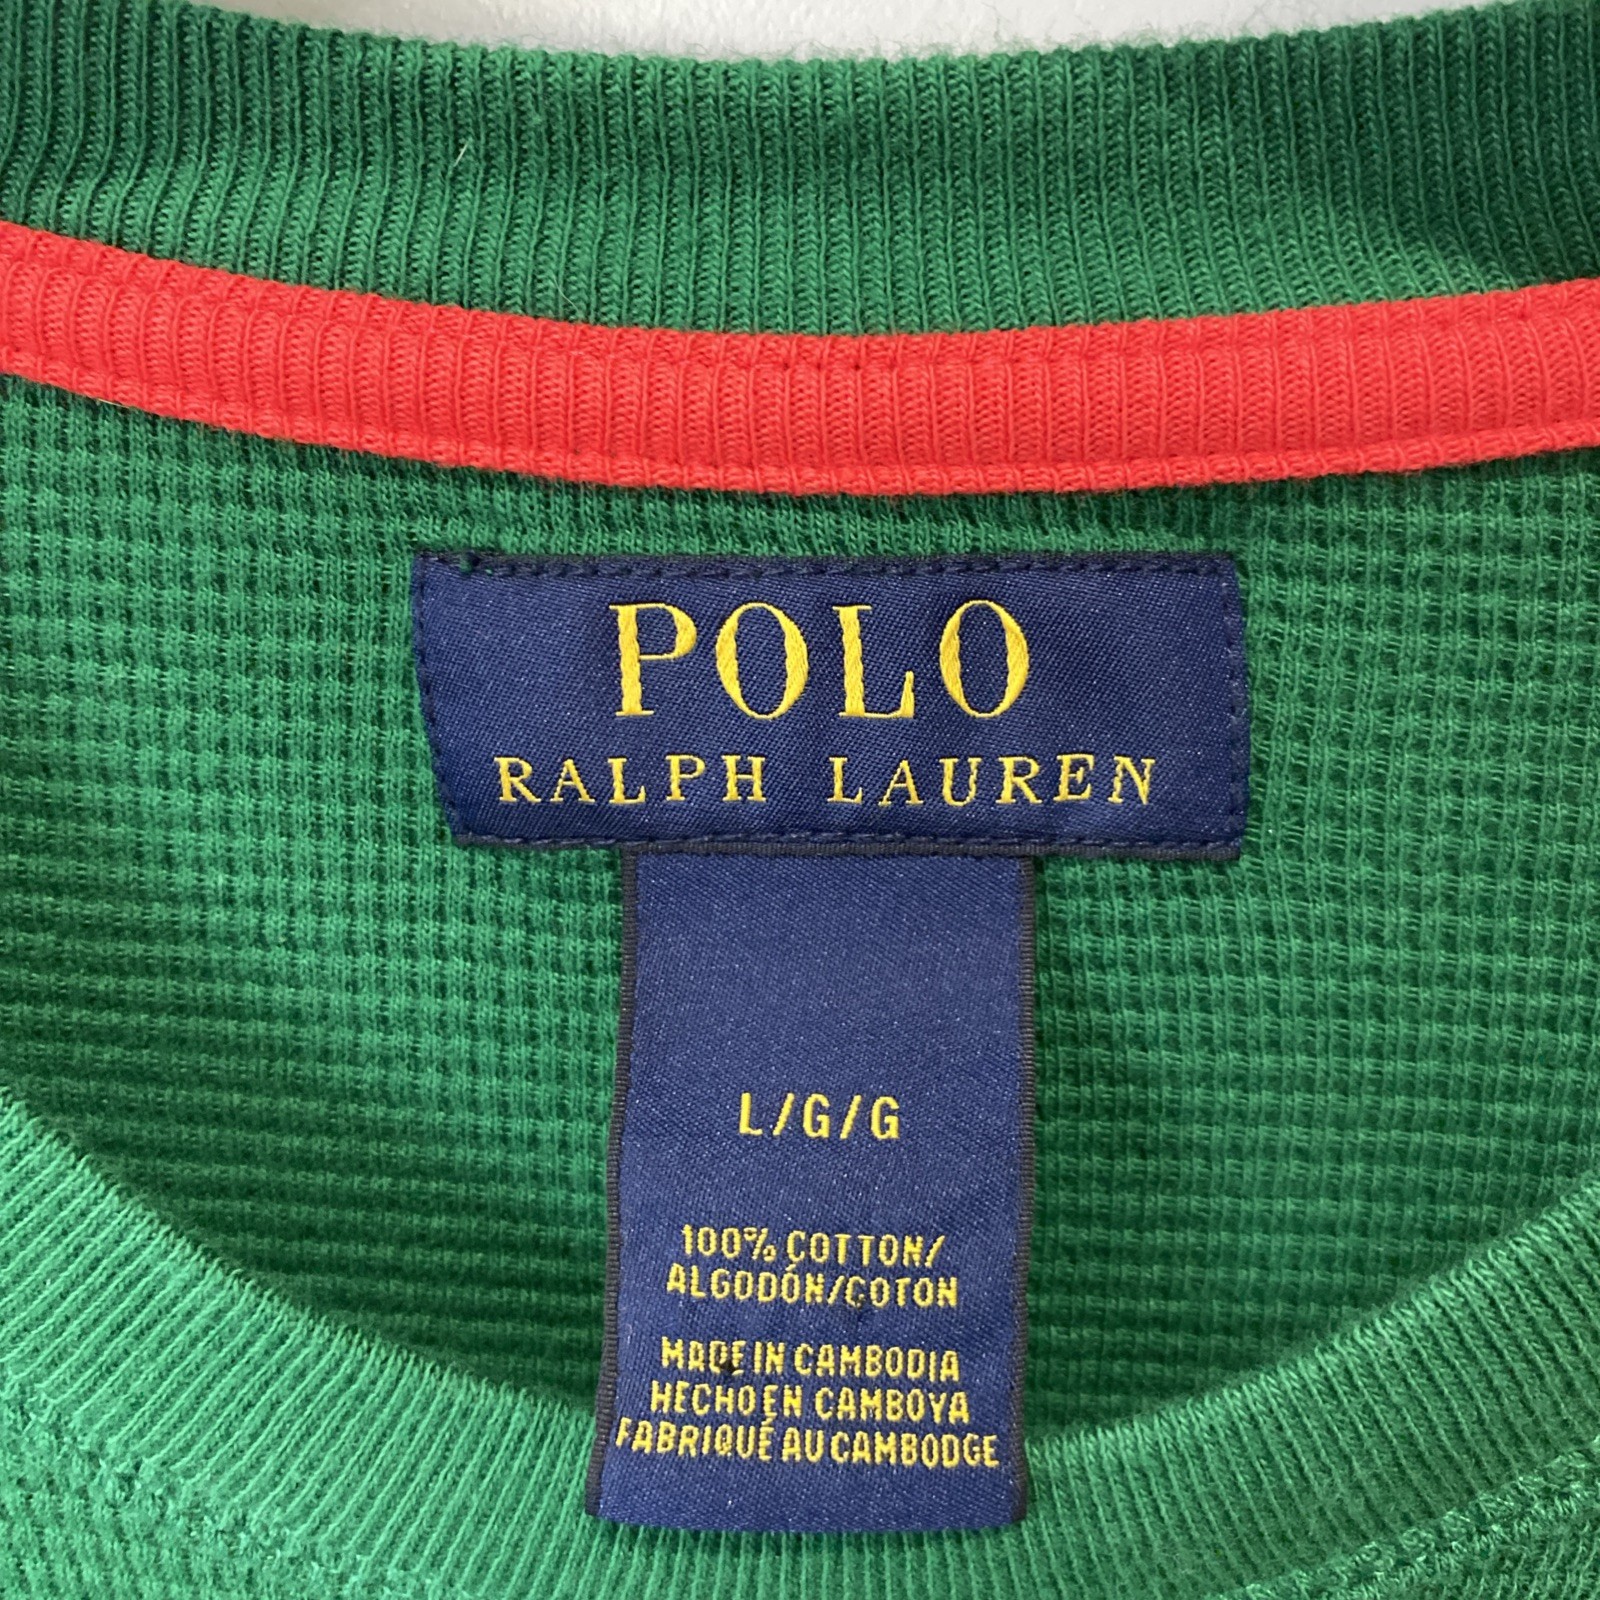 POLO
RALPH LAUREN
L/G/G
100% COTTON/
ALGODÓN/COTON
MADE IN CAMBODIA
HECHO EN CAMBOYA
FABRIQUÉ AU CAMBODGE